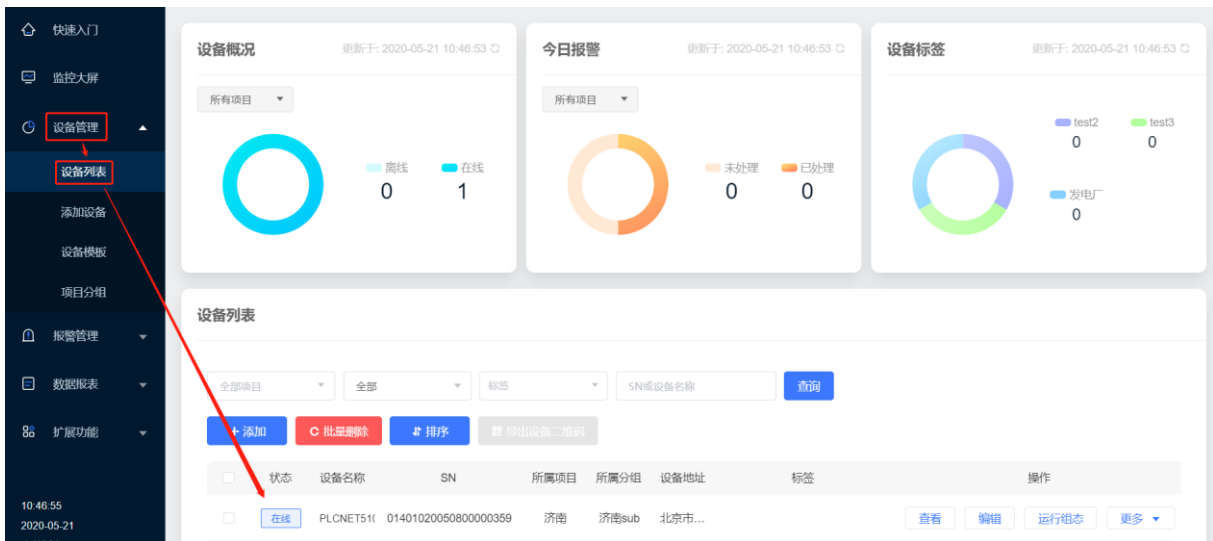 快速入门
监控大屏
设备管理
设备列表
添加设备
设备模板
项目分组
报警管理
数据报表
扩展功能
10:46:55
2020-05-21
设备概况
更新于: 2020-05-21 10:46:53
所有项目
离线
0
在线
1
今日报警
更新于: 2020-05-21 10:46:53
所有项目
未处理
0
已处理
0
设备标签
更新于: 2020-05-21 10:46:53
test2
0
test3
0
发电厂
0
设备列表
全部项目 全部 标签 SN或设备名称 查询
+ 添加 批量删除 排序 导出设备二维码
状态 设备名称 SN 所属项目 所属分组 设备地址 标签 操作
在线 PLCNET51( 01401020050800000359 济南 济南sub 北京市... 查看 编辑 运行组态 更多